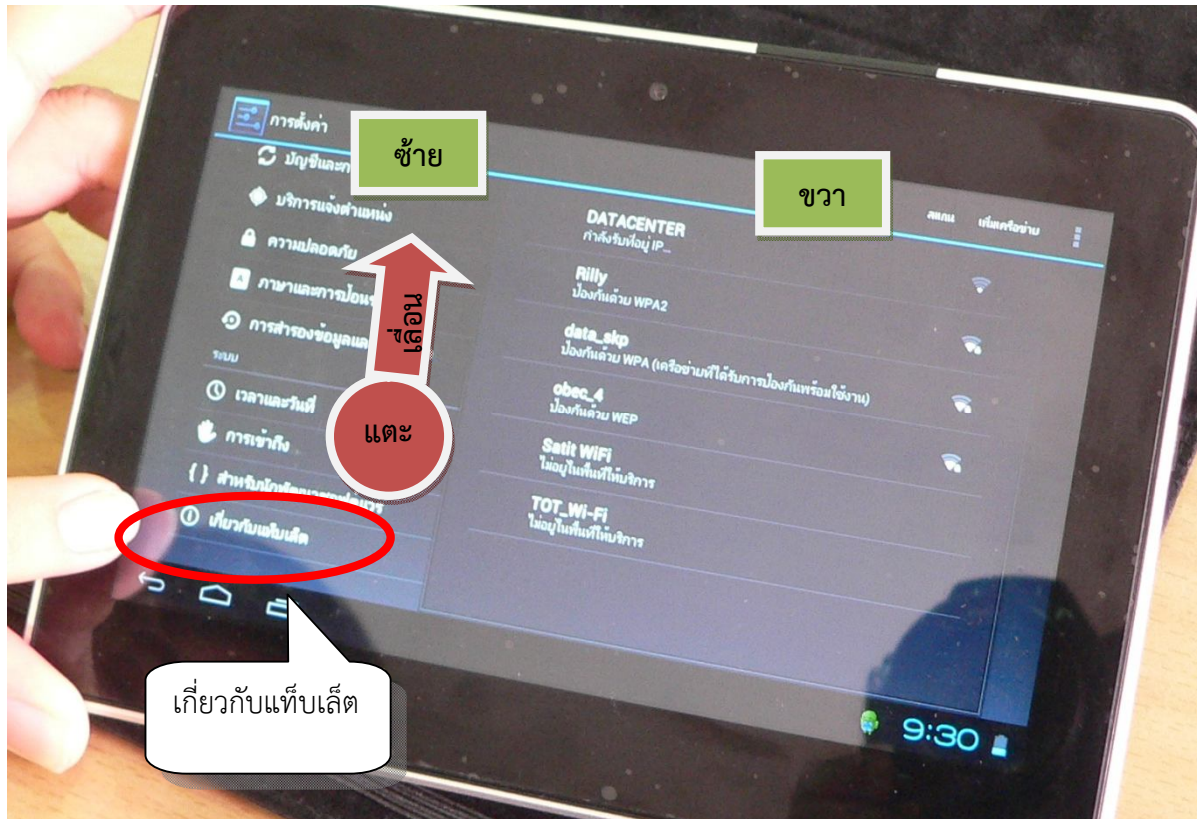 การตั้งค่า
ซ้าย
ขวา
สแกน
เพิ่มเครือข่าย
บัญชีและก
บริการแจ้งตำแหน่ง
ความปลอดภัย
ภาษาและการป้อน
การสำรองข้อมูลแล
ระบบ
เวลาและวันที่
การเข้าถึง
{ } สำหรับนักพัฒนาซอฟต์แวร์
เกี่ยวกับแท็บเล็ต
เลื่อน
แตะ
DATACENTER
กำลังรับที่อยู่ IP...
Rilly
ป้องกันด้วย WPA2
data_skp
ป้องกันด้วย WPA (เครือข่ายที่ได้รับการป้องกันพร้อมใช้งาน)
obec_4
ป้องกันด้วย WEP
Satit WiFi
ไม่อยู่ในพื้นที่ให้บริการ
TOT_Wi-Fi
ไม่อยู่ในพื้นที่ให้บริการ
เกี่ยวกับแท็บเล็ต
9:30